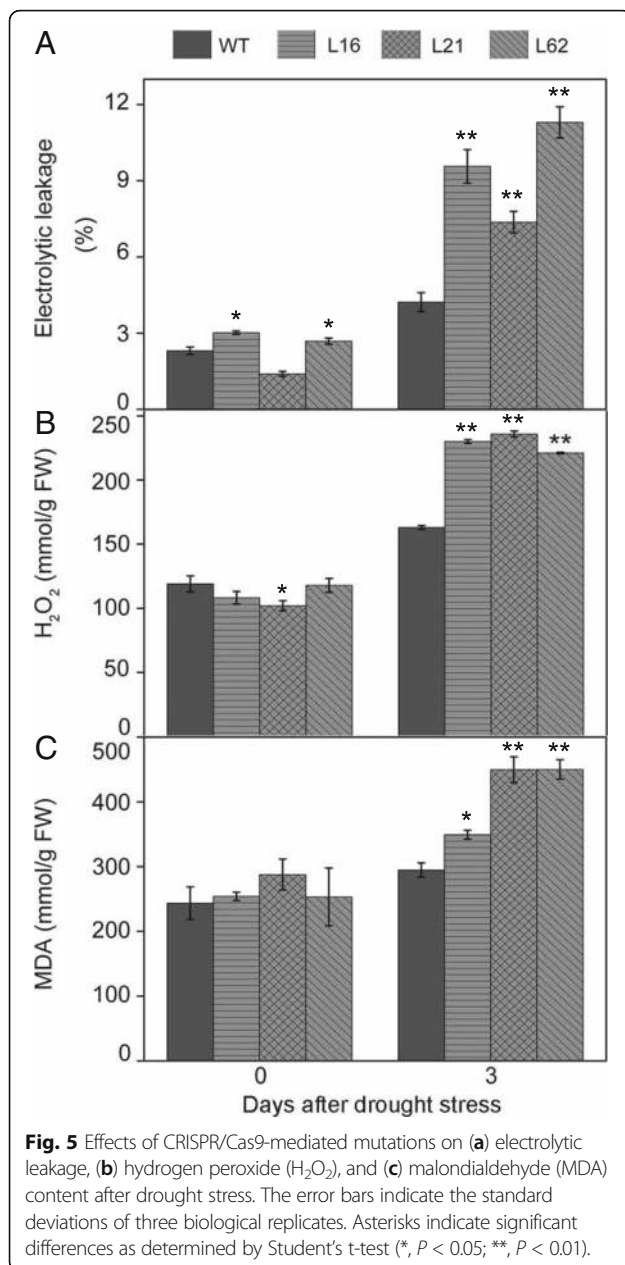 A
WT L16 L21 L62
Electrolytic leakage
(%)
12
9
6
3
0
* * ** ** **
B
H₂O₂ (mmol/g FW)
250
200
150
100
50
0
* ** ** **
C
MDA (mmol/g FW)
500
400
300
200
100
0
* ** **
0 3
Days after drought stress
Fig. 5 Effects of CRISPR/Cas9-mediated mutations on (a) electrolytic
leakage, (b) hydrogen peroxide (H₂O₂), and (c) malondialdehyde (MDA)
content after drought stress. The error bars indicate the standard
deviations of three biological replicates. Asterisks indicate significant
differences as determined by Student's t-test (*, P < 0.05; **, P < 0.01).